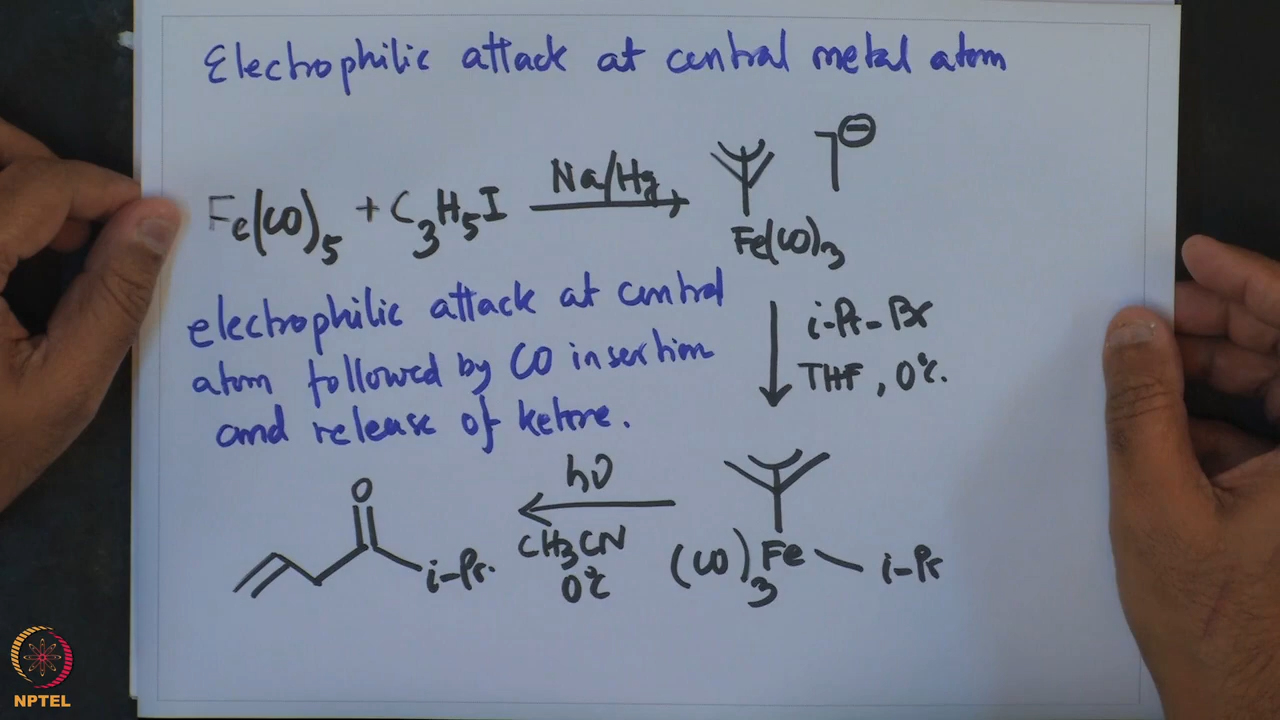 Electrophilic attack at central metal atom
Fe(CO)5 + C3H5I Na/Hg ⊖
Fe(CO)3
electrophilic attack at central
atom followed by CO insertion
and release of ketone.
i-Pr-Br
THF, 0°C.
O
i-Pr.
hν
CH3CN
0°C
(CO)3Fe i-Pr
NPTEL